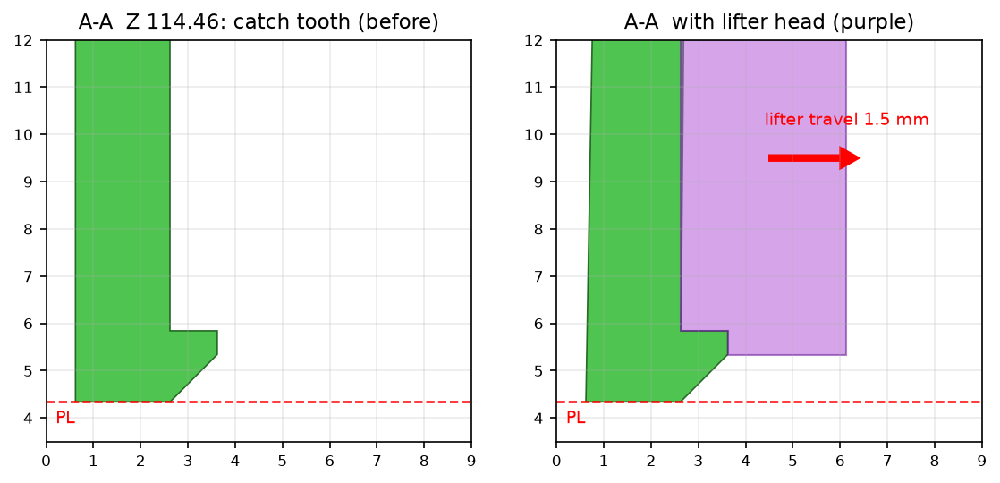 A-A  Z 114.46: catch tooth (before)
12
11
10
9
8
7
6
5
4
PL
0 1 2 3 4 5 6 7 8 9
A-A  with lifter head (purple)
12
11
10
9
8
7
6
5
4
lifter travel 1.5 mm
PL
0 1 2 3 4 5 6 7 8 9